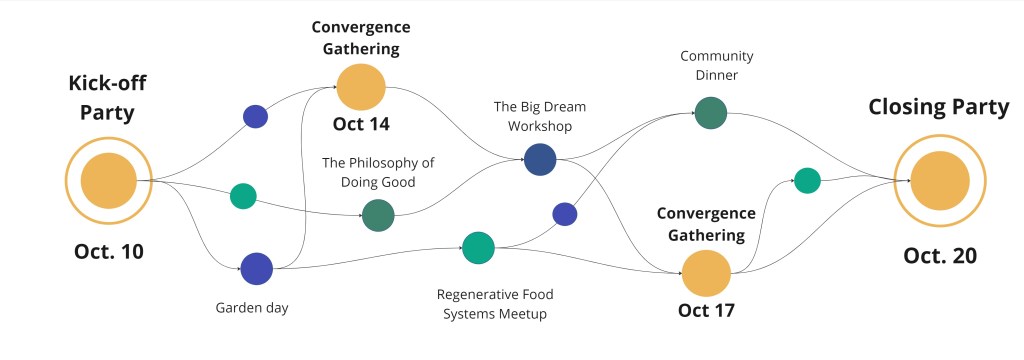 Kick-off
Party
Oct. 10
Convergence
Gathering
Oct 14
The Philosophy of
Doing Good
Garden day
The Big Dream
Workshop
Regenerative Food
Systems Meetup
Community
Dinner
Convergence
Gathering
Oct 17
Closing Party
Oct. 20